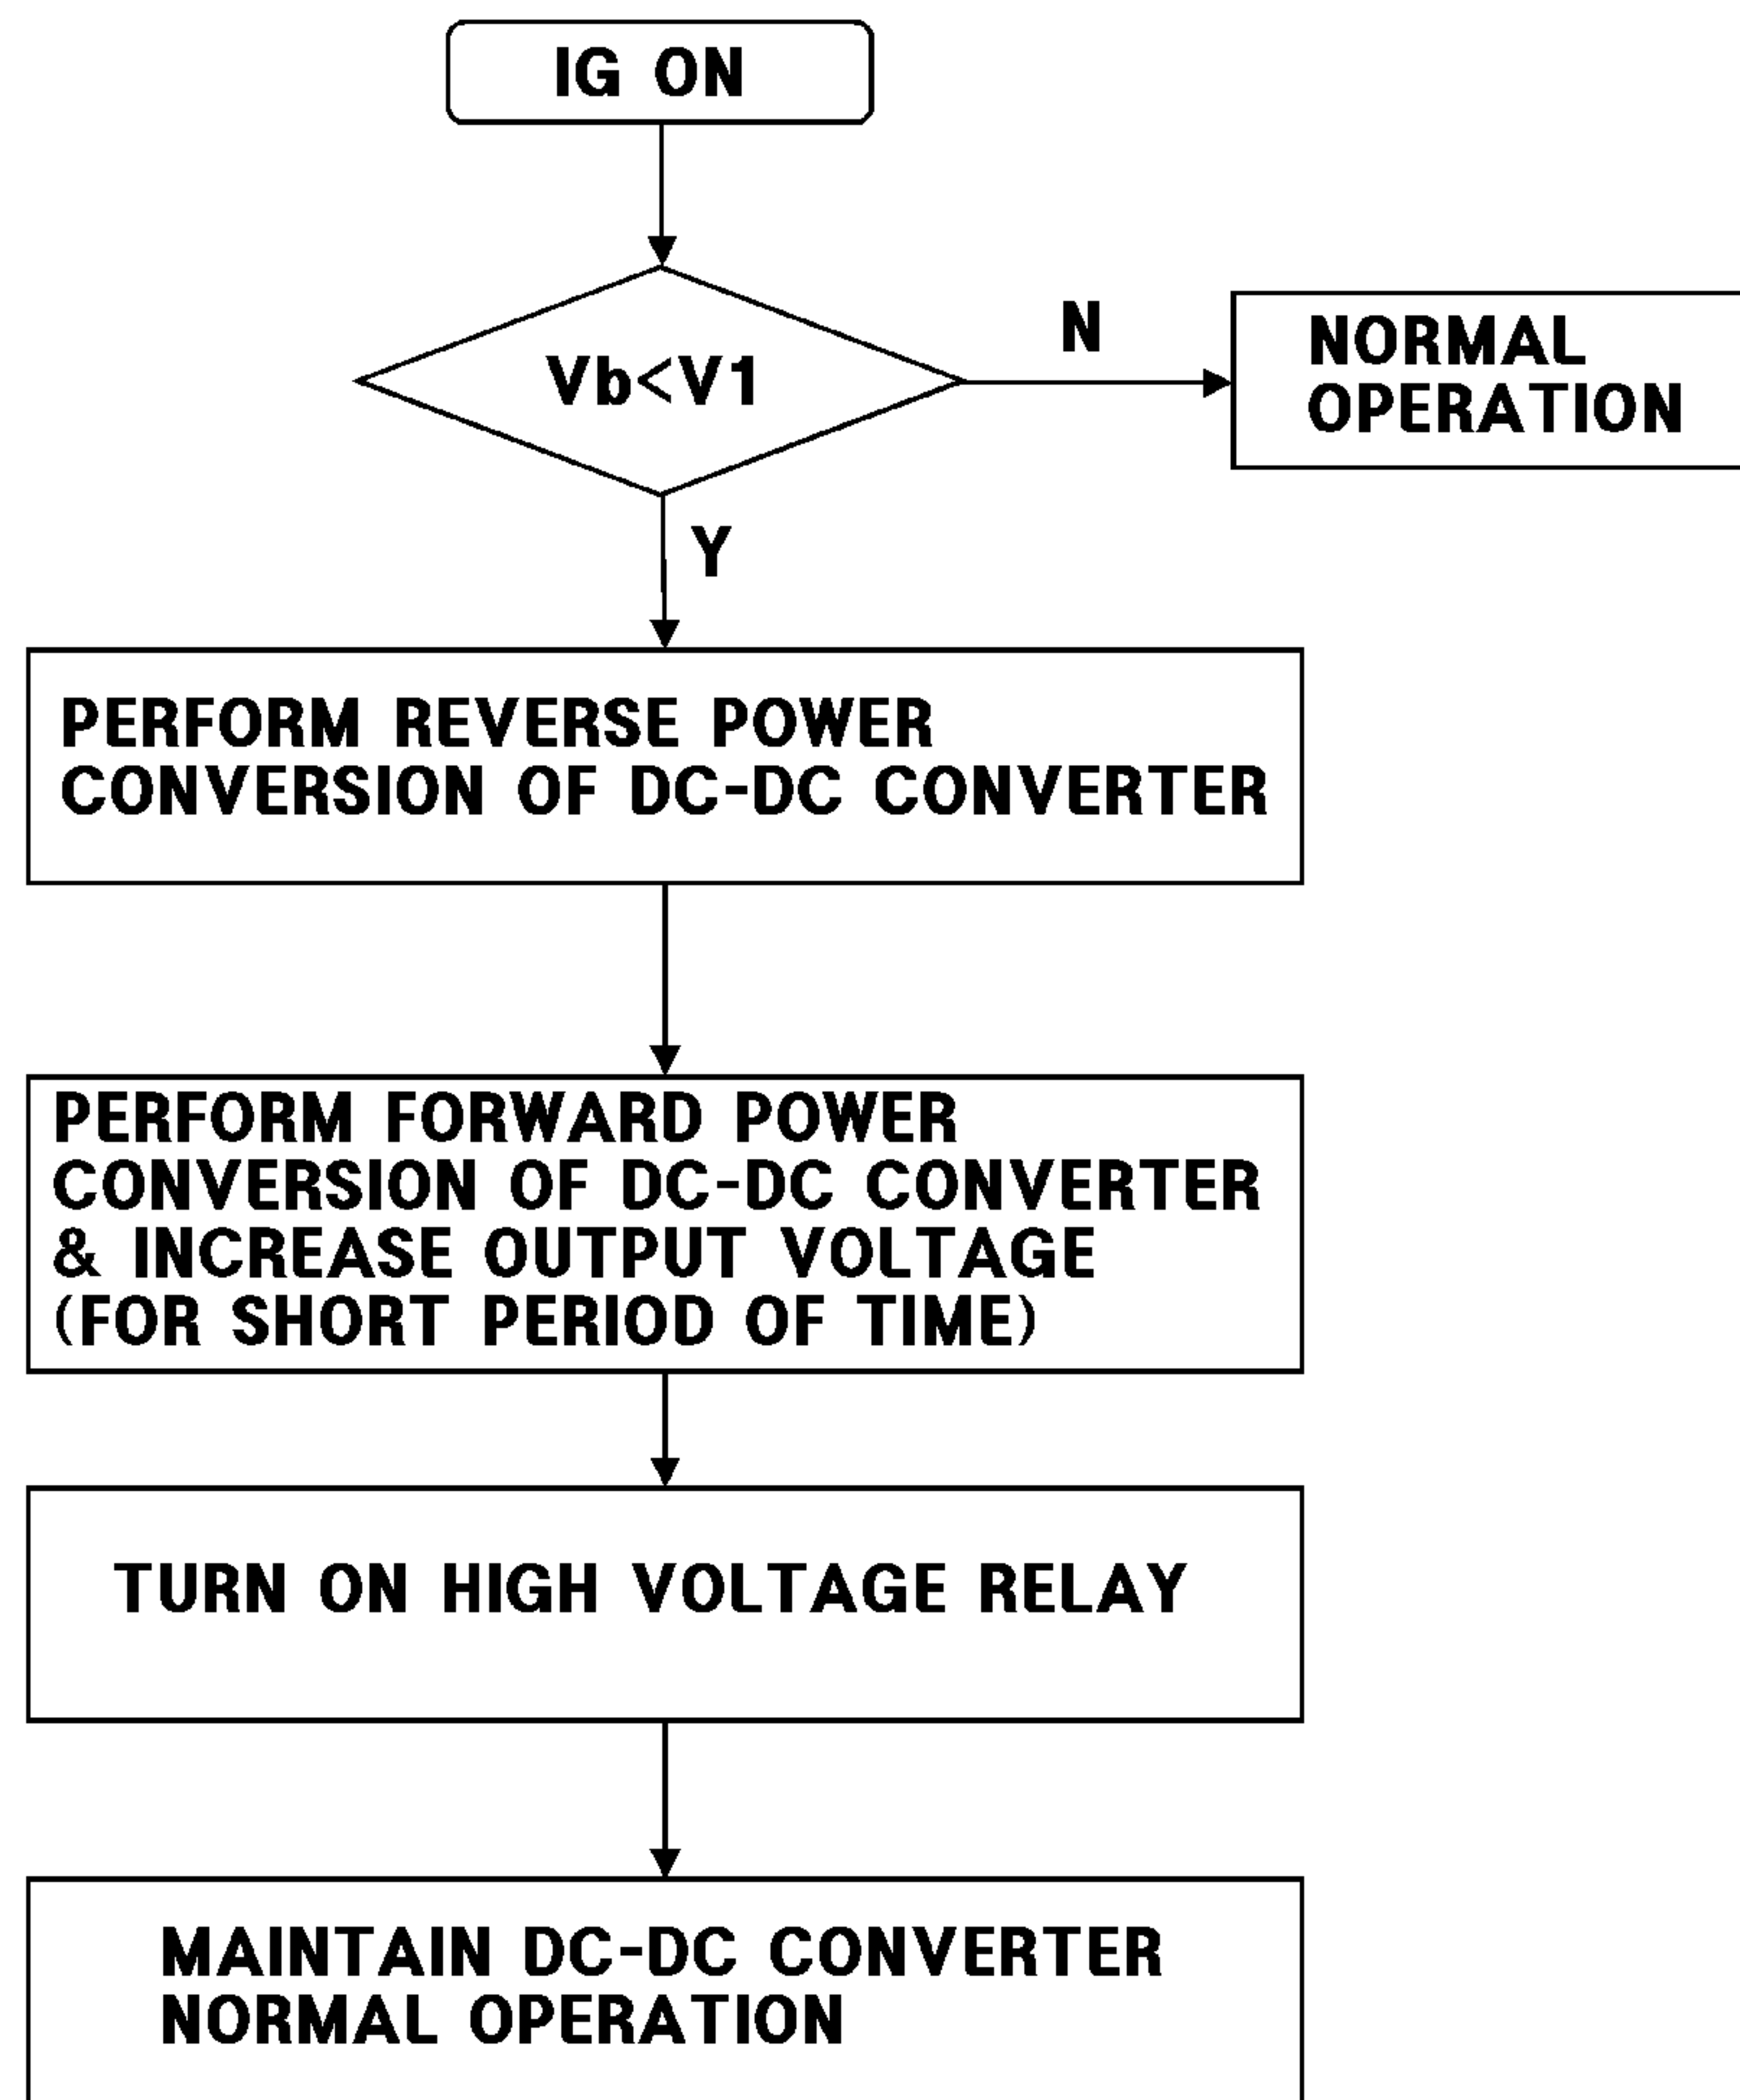 IG ON
Vb<V1
N
NORMAL
OPERATION
Y
PERFORM REVERSE POWER
CONVERSION OF DC-DC CONVERTER
PERFORM FORWARD POWER
CONVERSION OF DC-DC CONVERTER
& INCREASE OUTPUT VOLTAGE
(FOR SHORT PERIOD OF TIME)
TURN ON HIGH VOLTAGE RELAY
MAINTAIN DC-DC CONVERTER
NORMAL OPERATION